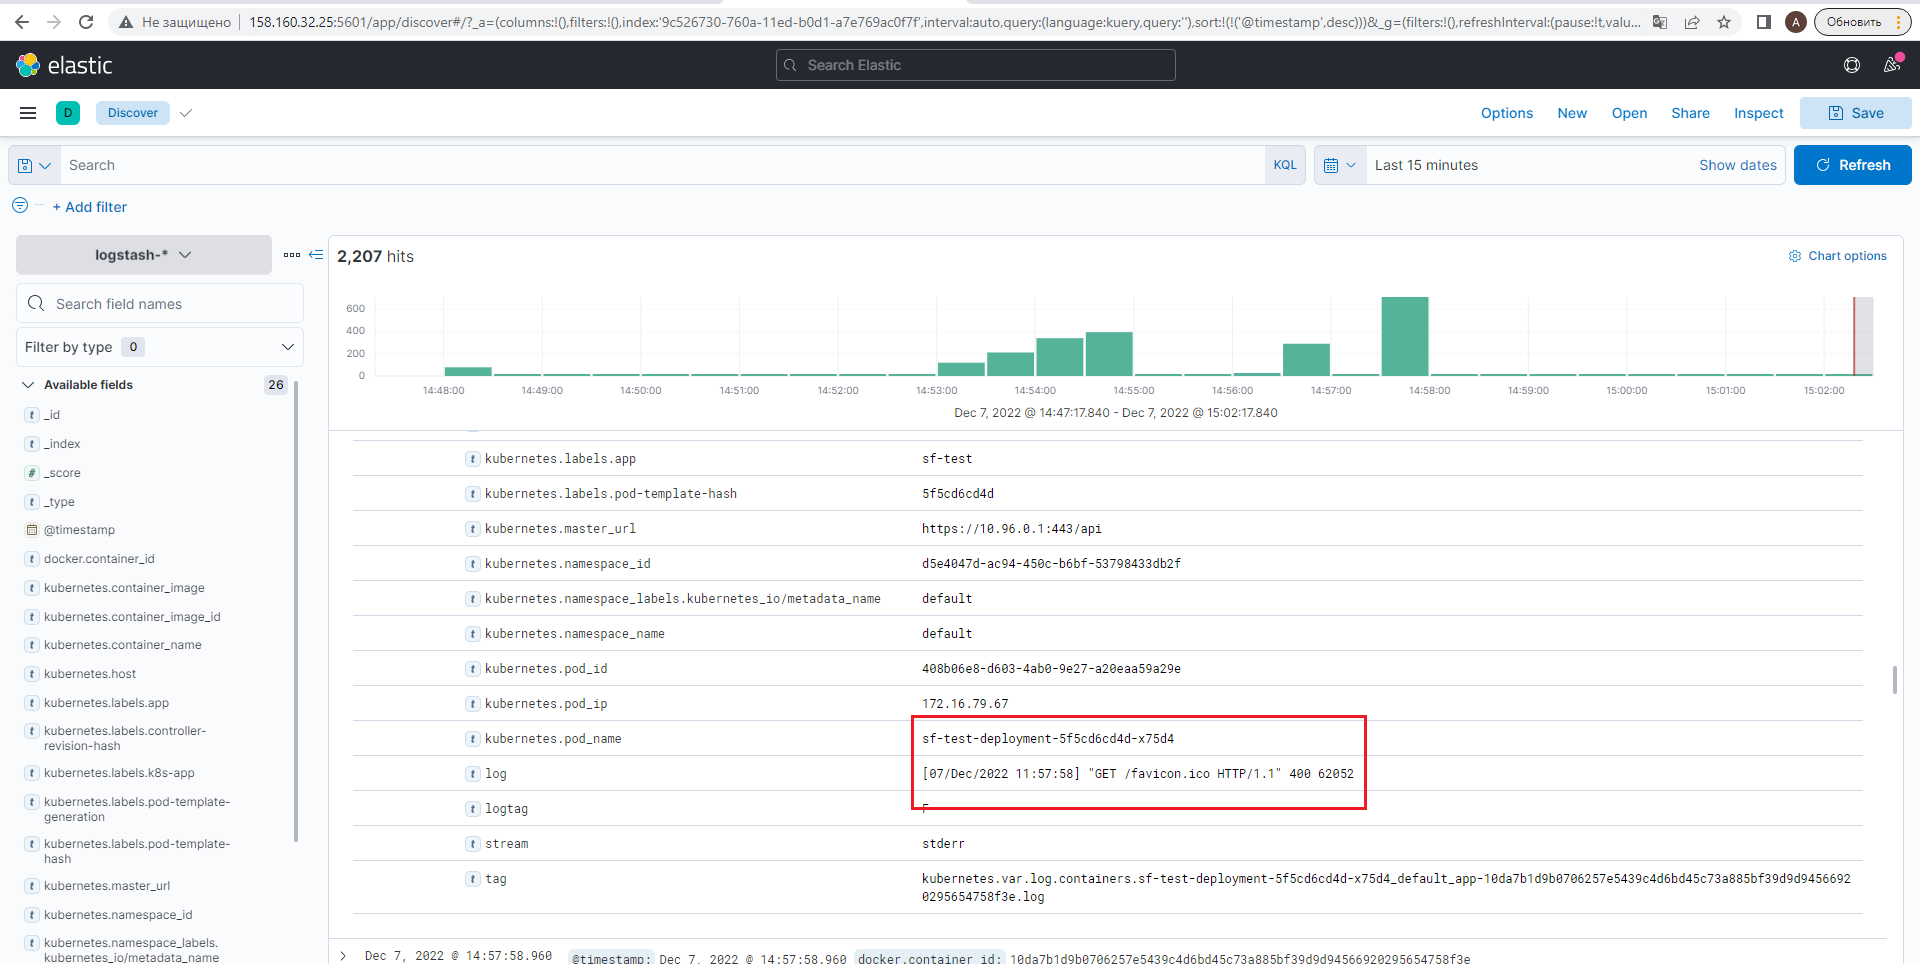 Не защищено | 158.160.32.25:5601/app/discover#/?_a=(columns:!(),filters:!(),index:'9c526730-760a-11ed-b0d1-a7e769ac0f7f',interval:auto,query:(language:kuery,query:''),sort:!(!('@timestamp',desc)))&_g=(filters:!(),refreshInterval:(pause:!t,valu... A Обновить
elastic Search Elastic
D Discover Options New Open Share Inspect Save
Search KQL Last 15 minutes Show dates Refresh
+ Add filter
logstash-*
Search field names
Filter by type 0
Available fields 26
t _id
t _index
# _score
t _type
@timestamp
t docker.container_id
t kubernetes.container_image
t kubernetes.container_image_id
t kubernetes.container_name
t kubernetes.host
t kubernetes.labels.app
t kubernetes.labels.controller-
revision-hash
t kubernetes.labels.k8s-app
t kubernetes.labels.pod-template-
generation
t kubernetes.labels.pod-template-
hash
t kubernetes.master_url
t kubernetes.namespace_id
t kubernetes.namespace_labels.
kubernetes_io/metadata_name
2,207 hits Chart options
600
400
200
0
14:48:00 14:49:00 14:50:00 14:51:00 14:52:00 14:53:00 14:54:00 14:55:00 14:56:00 14:57:00 14:58:00 14:59:00 15:00:00 15:01:00 15:02:00
Dec 7, 2022 @ 14:47:17.840 - Dec 7, 2022 @ 15:02:17.840
t kubernetes.labels.app sf-test
t kubernetes.labels.pod-template-hash 5f5cd6cd4d
t kubernetes.master_url https://10.96.0.1:443/api
t kubernetes.namespace_id d5e4047d-ac94-450c-b6bf-53798433db2f
t kubernetes.namespace_labels.kubernetes_io/metadata_name default
t kubernetes.namespace_name default
t kubernetes.pod_id 408b06e8-d603-4ab0-9e27-a20eaa59a29e
t kubernetes.pod_ip 172.16.79.67
t kubernetes.pod_name sf-test-deployment-5f5cd6cd4d-x75d4
t log [07/Dec/2022 11:57:58] "GET /favicon.ico HTTP/1.1" 400 62052
t logtag F
t stream stderr
t tag kubernetes.var.log.containers.sf-test-deployment-5f5cd6cd4d-x75d4_default_app-10da7b1d9b0706257e5439c4d6bd45c73a885bf39d9d9456692
0295654758f3e.log
Dec 7, 2022 @ 14:57:58.960 @timestamp: Dec 7, 2022 @ 14:57:58.960 docker.container_id: 10da7b1d9b0706257e5439c4d6bd45c73a885bf39d9d94566920295654758f3e